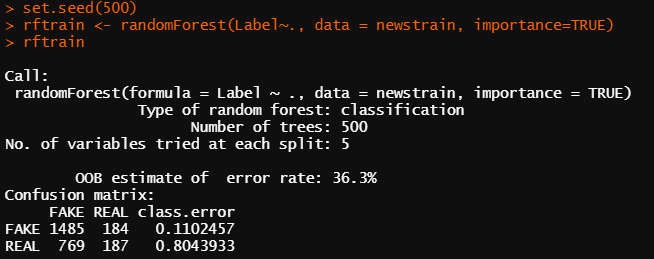 > set.seed(500)
> rftrain <- randomForest(Label~., data = newstrain, importance=TRUE)
> rftrain
Call:
 randomForest(formula = Label ~ ., data = newstrain, importance = TRUE)
               Type of random forest: classification
                     Number of trees: 500
No. of variables tried at each split: 5
        OOB estimate of  error rate: 36.3%
Confusion matrix:
     FAKE REAL class.error
FAKE 1485  184   0.1102457
REAL  769  187   0.8043933